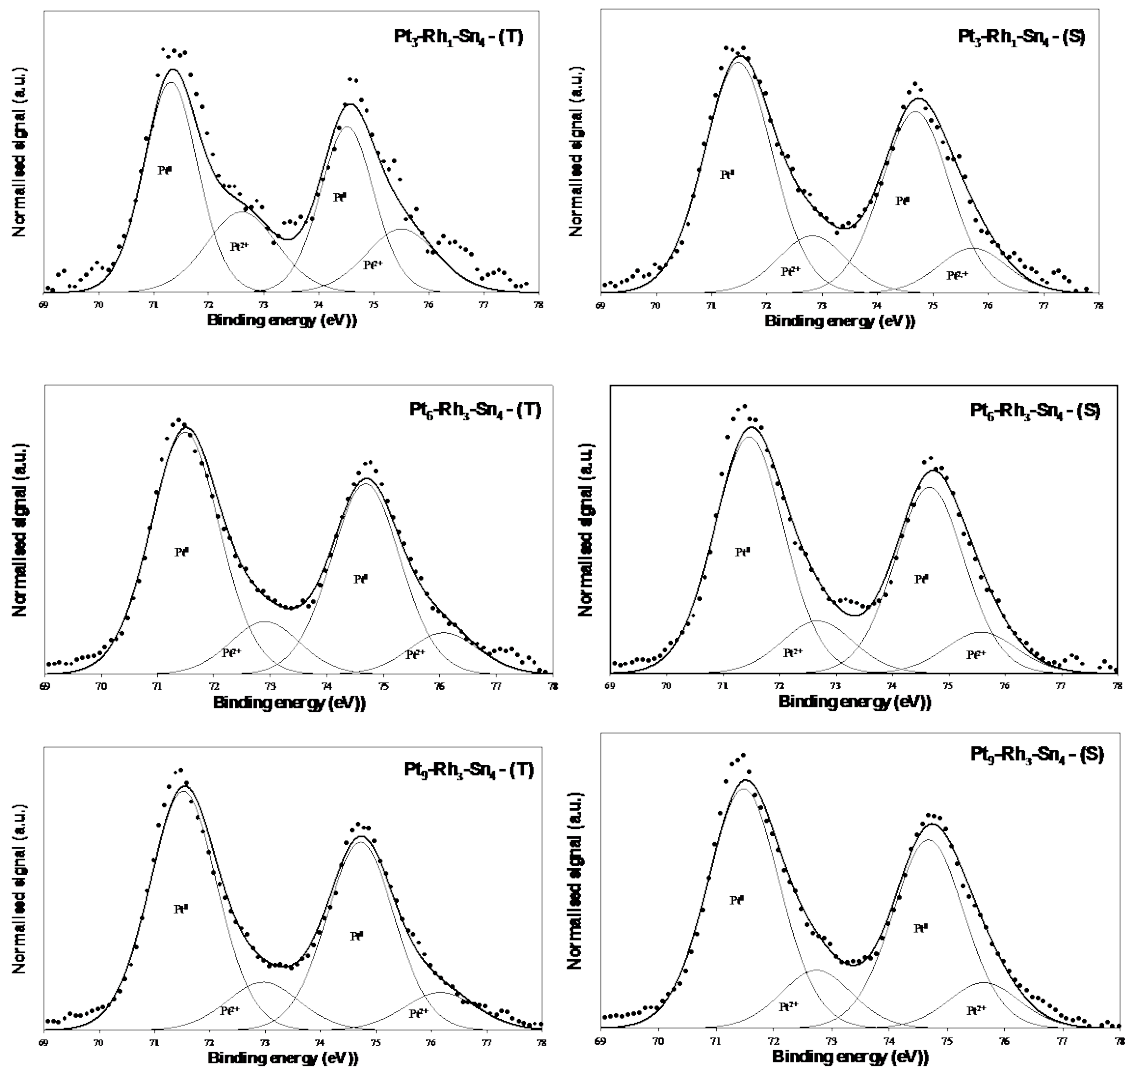 Pt₃-Rh₁-Sn₄ - (T)
Normalised signal (a.u.)
Pt⁰
Pt⁰
Pt²⁺
Pt²⁺
69 70 71 72 73 74 75 76 77 78
Binding energy (eV))
Pt₃-Rh₁-Sn₄ - (S)
Normalised signal (a.u.)
Pt⁰
Pt⁰
Pt²⁺
Pt²⁺
69 70 71 72 73 74 75 76 77 78
Binding energy (eV))
Pt₆-Rh₃-Sn₄ - (T)
Normalised signal (a.u.)
Pt⁰
Pt⁰
Pt²⁺
Pt²⁺
69 70 71 72 73 74 75 76 77 78
Binding energy (eV))
Pt₆-Rh₃-Sn₄ - (S)
Normalised signal (a.u.)
Pt⁰
Pt⁰
Pt²⁺
Pt²⁺
69 70 71 72 73 74 75 76 77 78
Binding energy (eV))
Pt₉-Rh₃-Sn₄ - (T)
Normalised signal (a.u.)
Pt⁰
Pt⁰
Pt²⁺
Pt²⁺
69 70 71 72 73 74 75 76 77 78
Binding energy (eV))
Pt₉-Rh₃-Sn₄ - (S)
Normalised signal (a.u.)
Pt⁰
Pt⁰
Pt²⁺
Pt²⁺
69 70 71 72 73 74 75 76 77 78
Binding energy (eV))